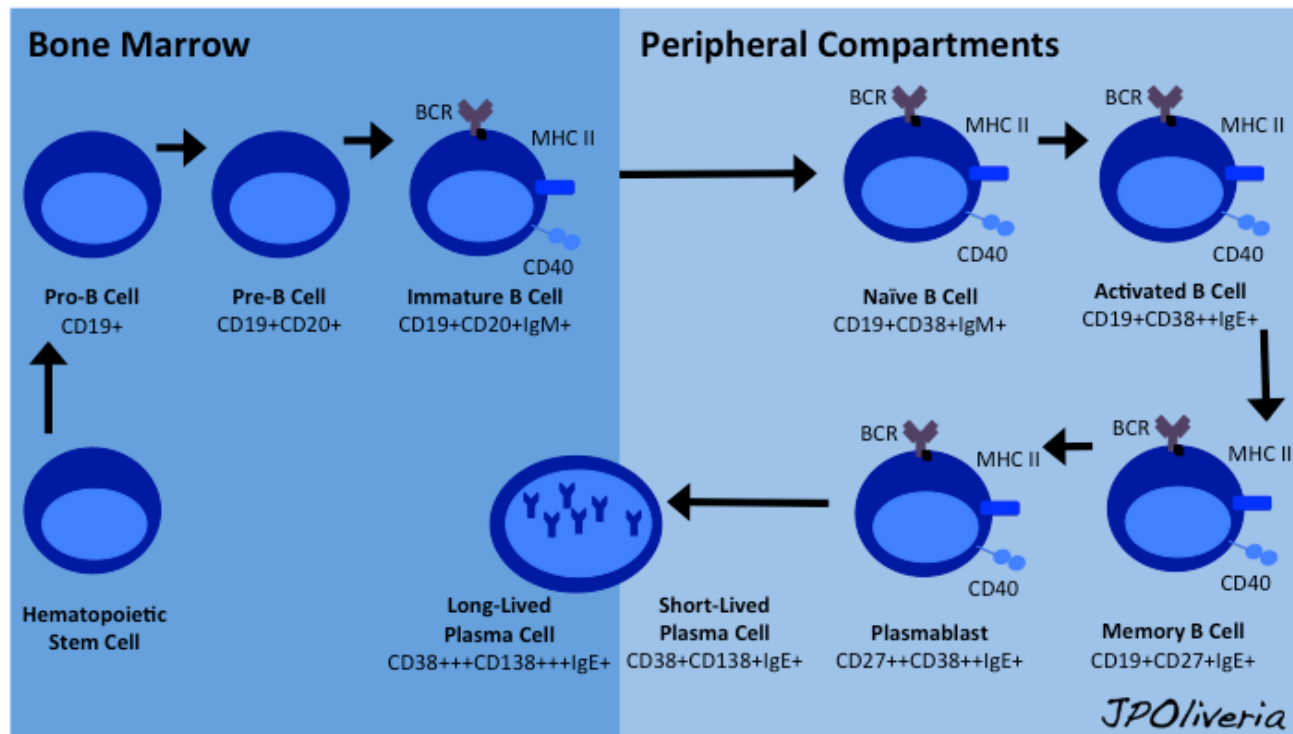 Bone Marrow
Peripheral Compartments
BCR
MHC II
CD40
BCR
MHC II
CD40
BCR
MHC II
CD40
Pro-B Cell
CD19+
Pre-B Cell
CD19+CD20+
Immature B Cell
CD19+CD20+IgM+
Naïve B Cell
CD19+CD38+IgM+
Activated B Cell
CD19+CD38++IgE+
BCR
MHC II
CD40
BCR
MHC II
CD40
Hematopoietic
Stem Cell
Long-Lived
Plasma Cell
CD38+++CD138+++IgE+
Short-Lived
Plasma Cell
CD38+CD138+IgE+
Plasmablast
CD27++CD38++IgE+
Memory B Cell
CD19+CD27+IgE+
JPOliveria